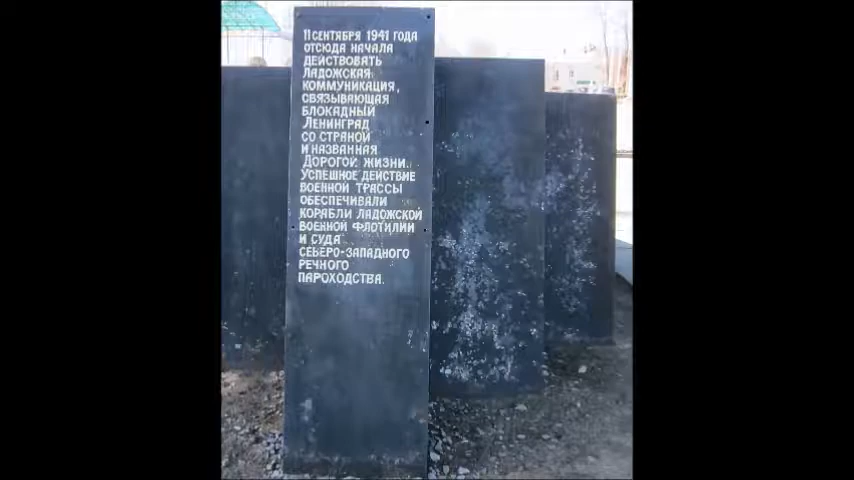 11 СЕНТЯБРЯ 1941 ГОДА
ОТСЮДА НАЧАЛА
ДЕЙСТВОВАТЬ
ЛАДОЖСКАЯ
КОММУНИКАЦИЯ,
СВЯЗЫВАЮЩАЯ
БЛОКАДНЫЙ
ЛЕНИНГРАД
СО СТРАНОЙ
И НАЗВАННАЯ
ДОРОГОЙ ЖИЗНИ.
УСПЕШНОЕ ДЕЙСТВИЕ
ВОЕННОЙ ТРАССЫ
ОБЕСПЕЧИВАЛИ
КОРАБЛИ ЛАДОЖСКОЙ
ВОЕННОЙ ФЛОТИЛИИ
И СУДА
СЕВЕРО-ЗАПАДНОГО
РЕЧНОГО
ПАРОХОДСТВА.